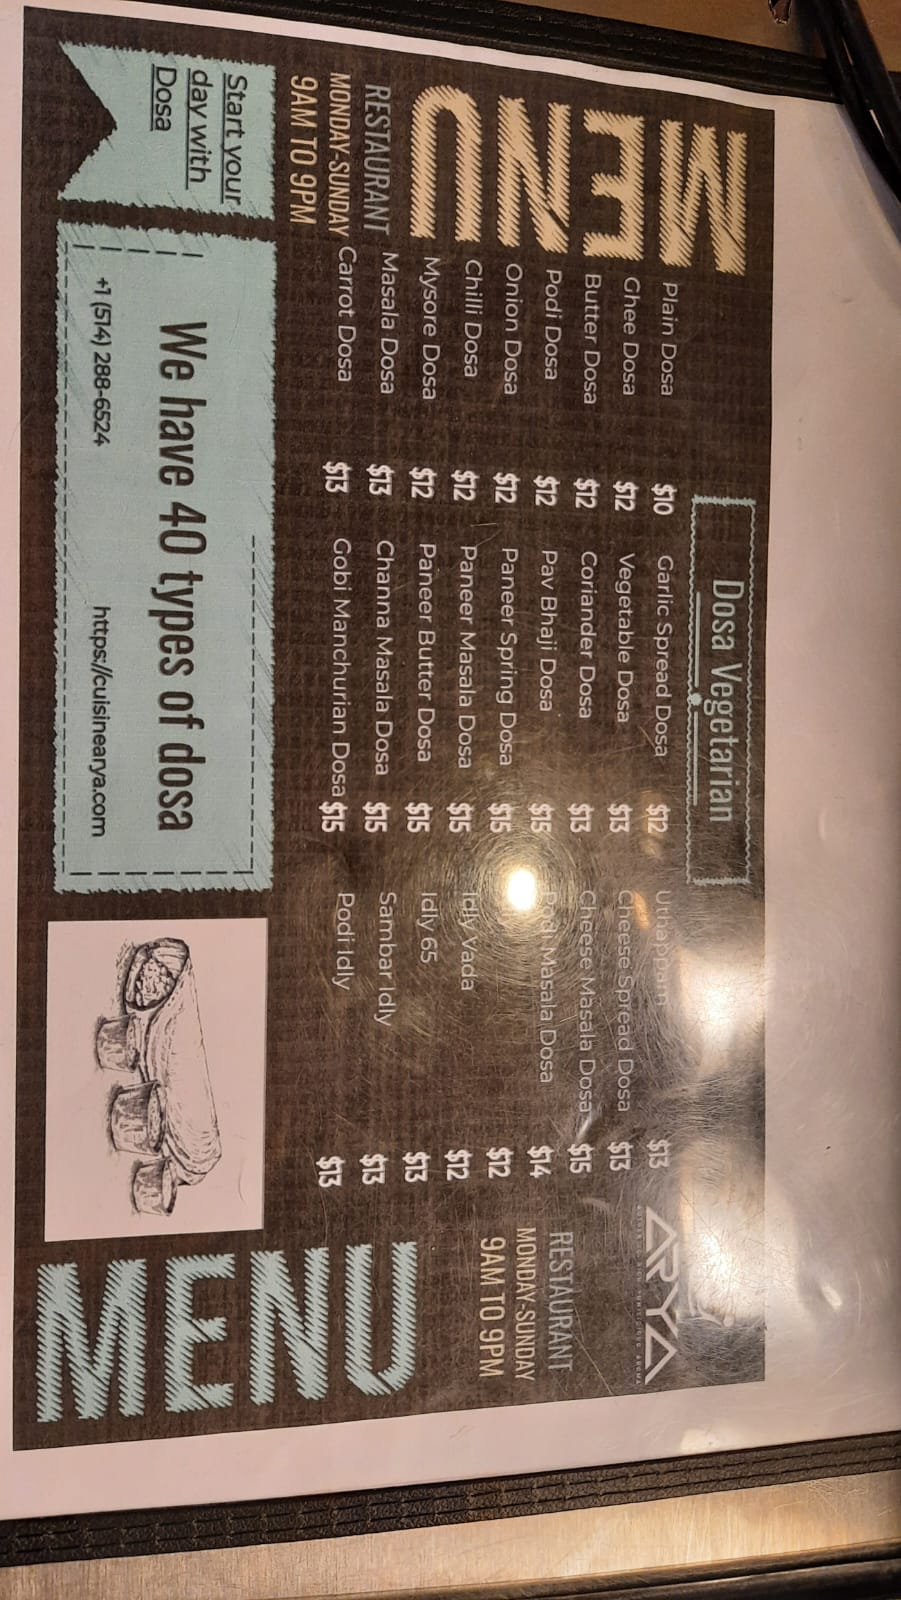 MENU
RESTAURANT
MONDAY-SUNDAY
9AM TO 9PM
Dosa Vegetarian
Plain Dosa $10
Ghee Dosa $12
Butter Dosa $12
Podi Dosa $12
Onion Dosa $12
Chilli Dosa $12
Mysore Dosa $12
Masala Dosa $13
Carrot Dosa $13
Garlic Spread Dosa $12
Vegetable Dosa $13
Coriander Dosa $13
Pav Bhaji Dosa $15
Paneer Spring Dosa $15
Paneer Masala Dosa $15
Paneer Butter Dosa $15
Channa Masala Dosa $15
Gobi Manchurian Dosa $15
$13
Cheese Spread Dosa $13
Cheese Masala Dosa $15
Podi Masala Dosa $14
$12
Idly Vada $12
Idly 65 $13
Sambar Idly $13
Podi Idly $13
ARYA
RESTAURANT
MONDAY-SUNDAY
9AM TO 9PM
MENU
Start your
day with
Dosa
We have 40 types of dosa
+1 (514) 288-6524 https://cuisinearya.com